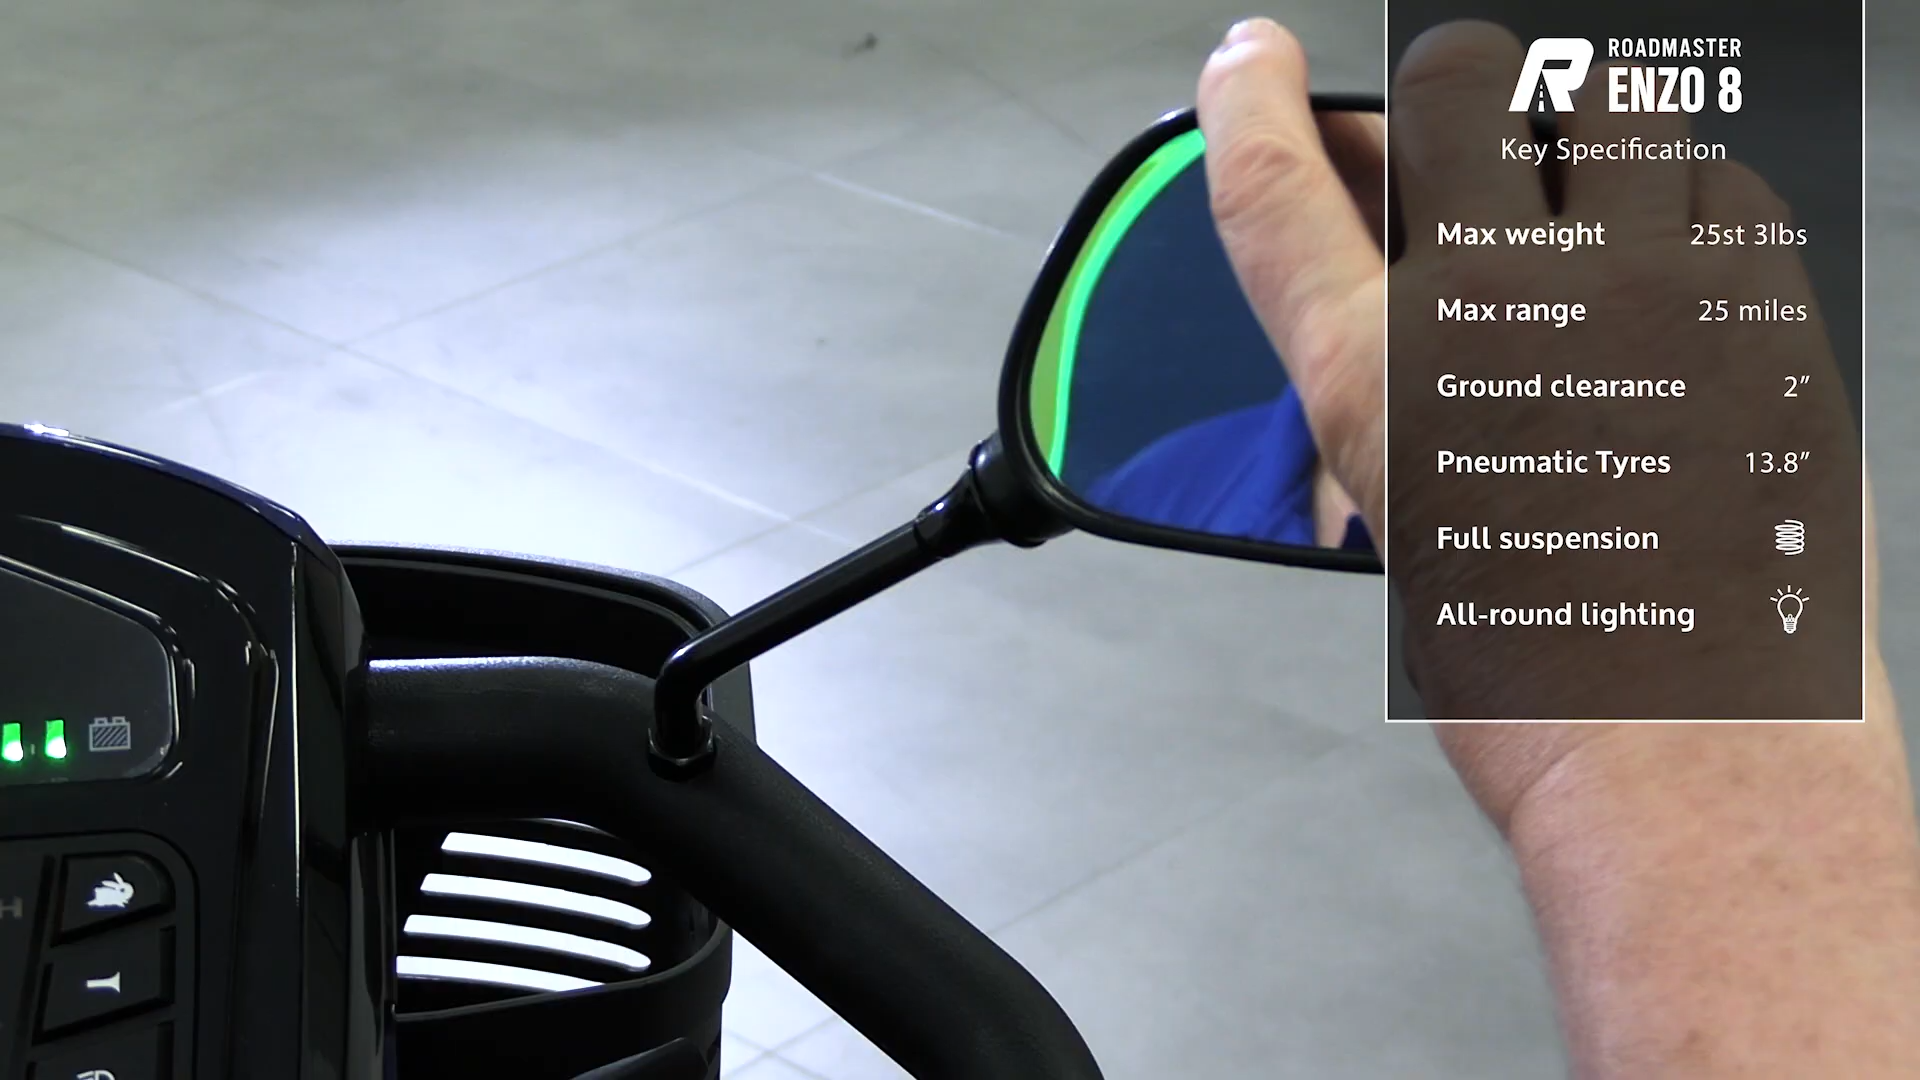 ROADMASTER
ENZO 8
Key Specification
Max weight 25st 3lbs
Max range 25 miles
Ground clearance 2”
Pneumatic Tyres 13.8”
Full suspension
All-round lighting
H